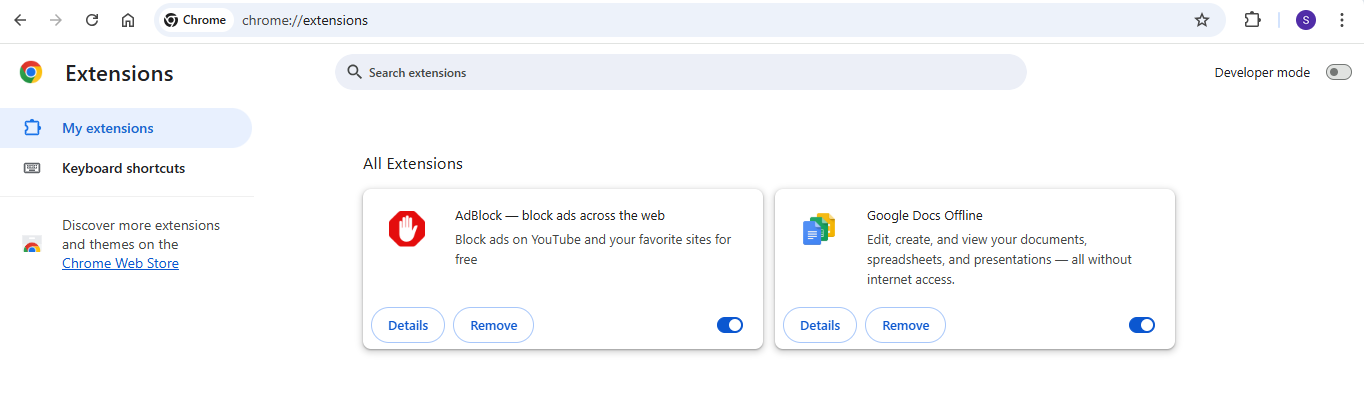 Chrome chrome://extensions S
Extensions
Search extensions
Developer mode
My extensions
Keyboard shortcuts
Discover more extensions
and themes on the
Chrome Web Store
All Extensions
AdBlock — block ads across the web
Block ads on YouTube and your favorite sites for
free
Details Remove
Google Docs Offline
Edit, create, and view your documents,
spreadsheets, and presentations — all without
internet access.
Details Remove